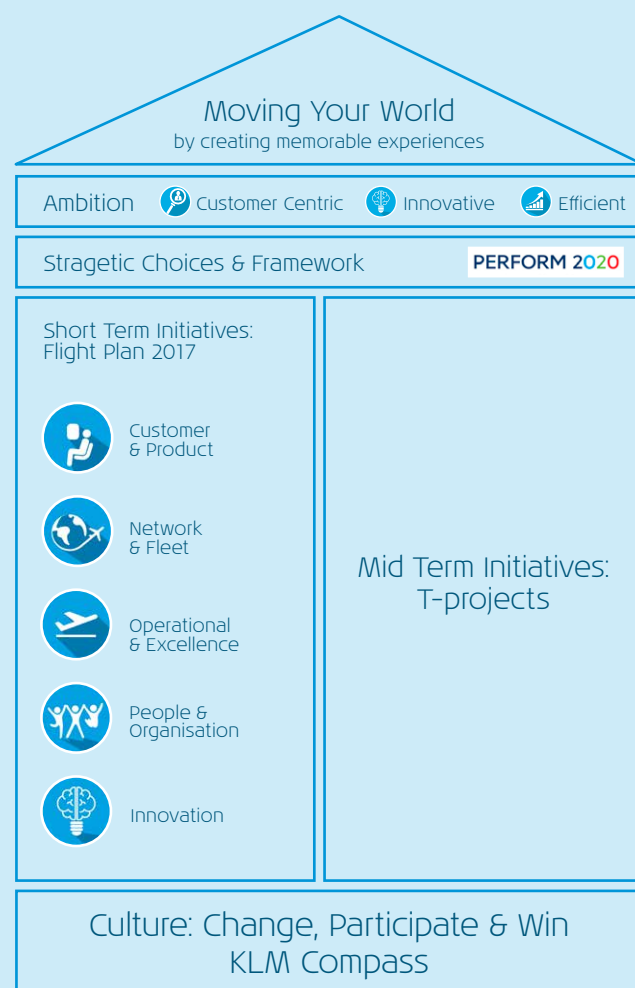 Moving Your World
by creating memorable experiences
Ambition Customer Centric Innovative Efficient
Stragetic Choices & Framework PERFORM 2020
Short Term Initiatives:
Flight Plan 2017
Customer
& Product
Network
& Fleet
Operational
& Excellence
People &
Organisation
Innovation
Mid Term Initiatives:
T-projects
Culture: Change, Participate & Win
KLM Compass